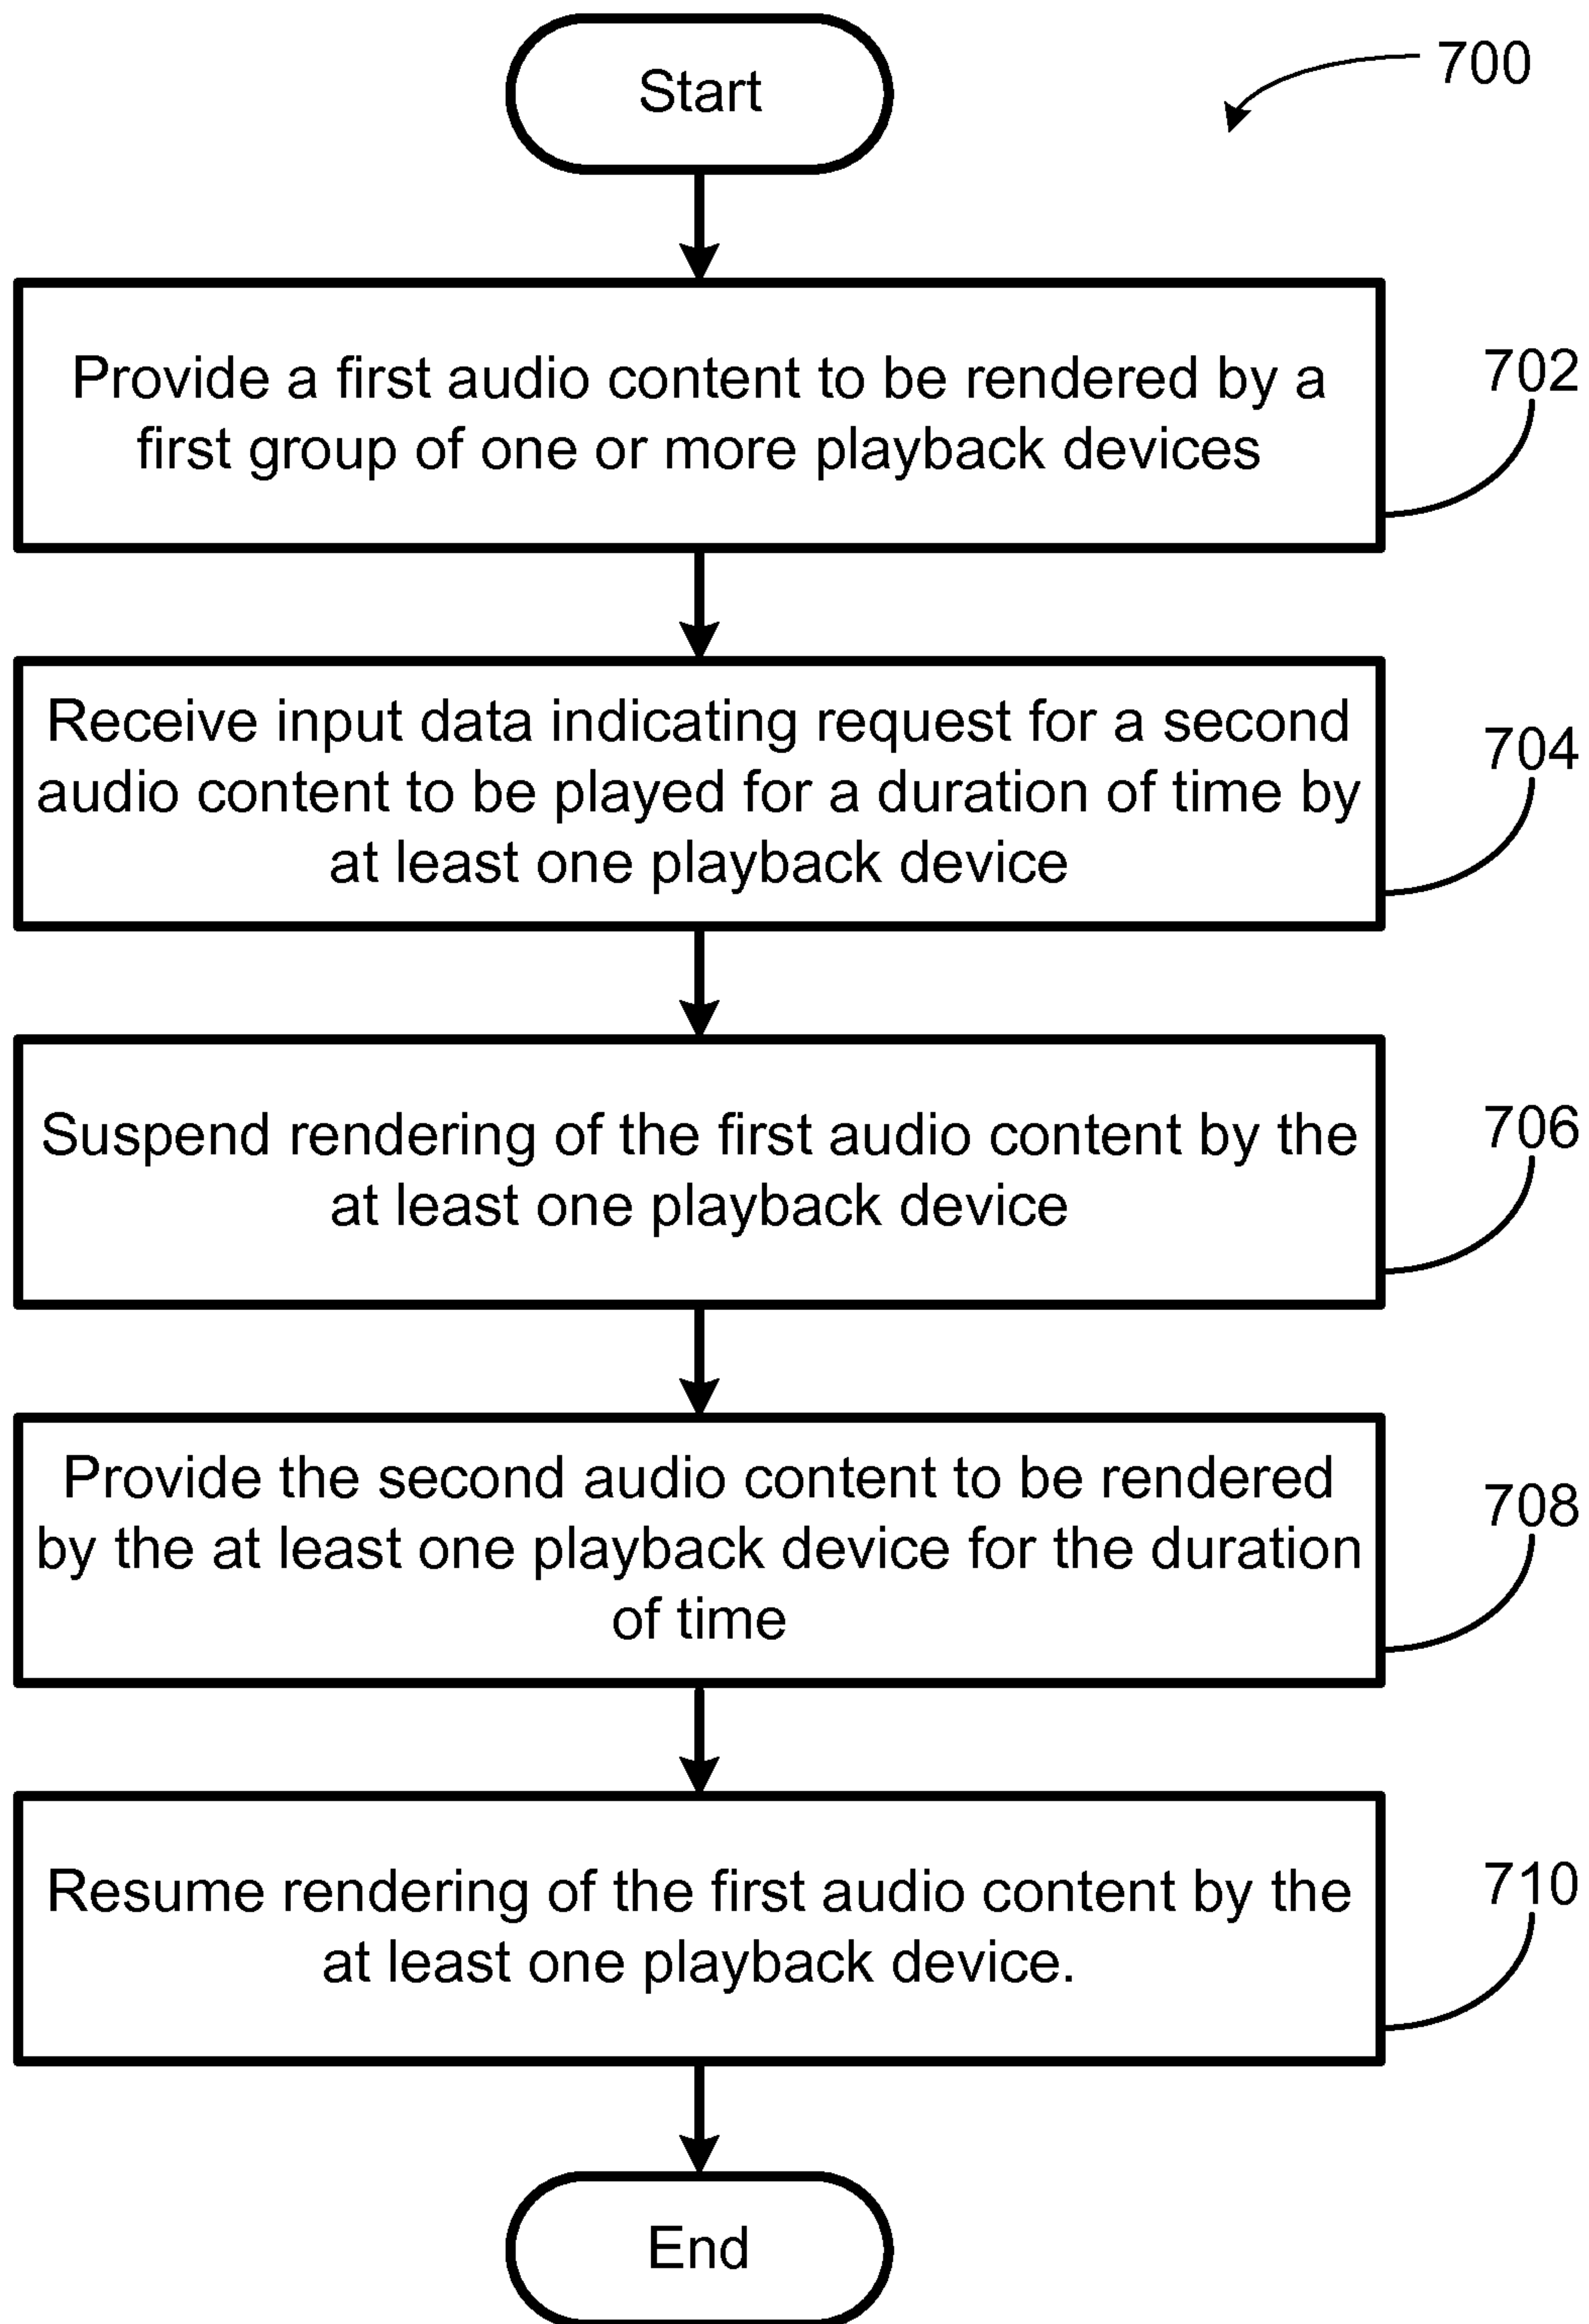 Start
700
Provide a first audio content to be rendered by a
first group of one or more playback devices
702
Receive input data indicating request for a second
audio content to be played for a duration of time by
at least one playback device
704
Suspend rendering of the first audio content by the
at least one playback device
706
Provide the second audio content to be rendered
by the at least one playback device for the duration
of time
708
Resume rendering of the first audio content by the
at least one playback device.
710
End